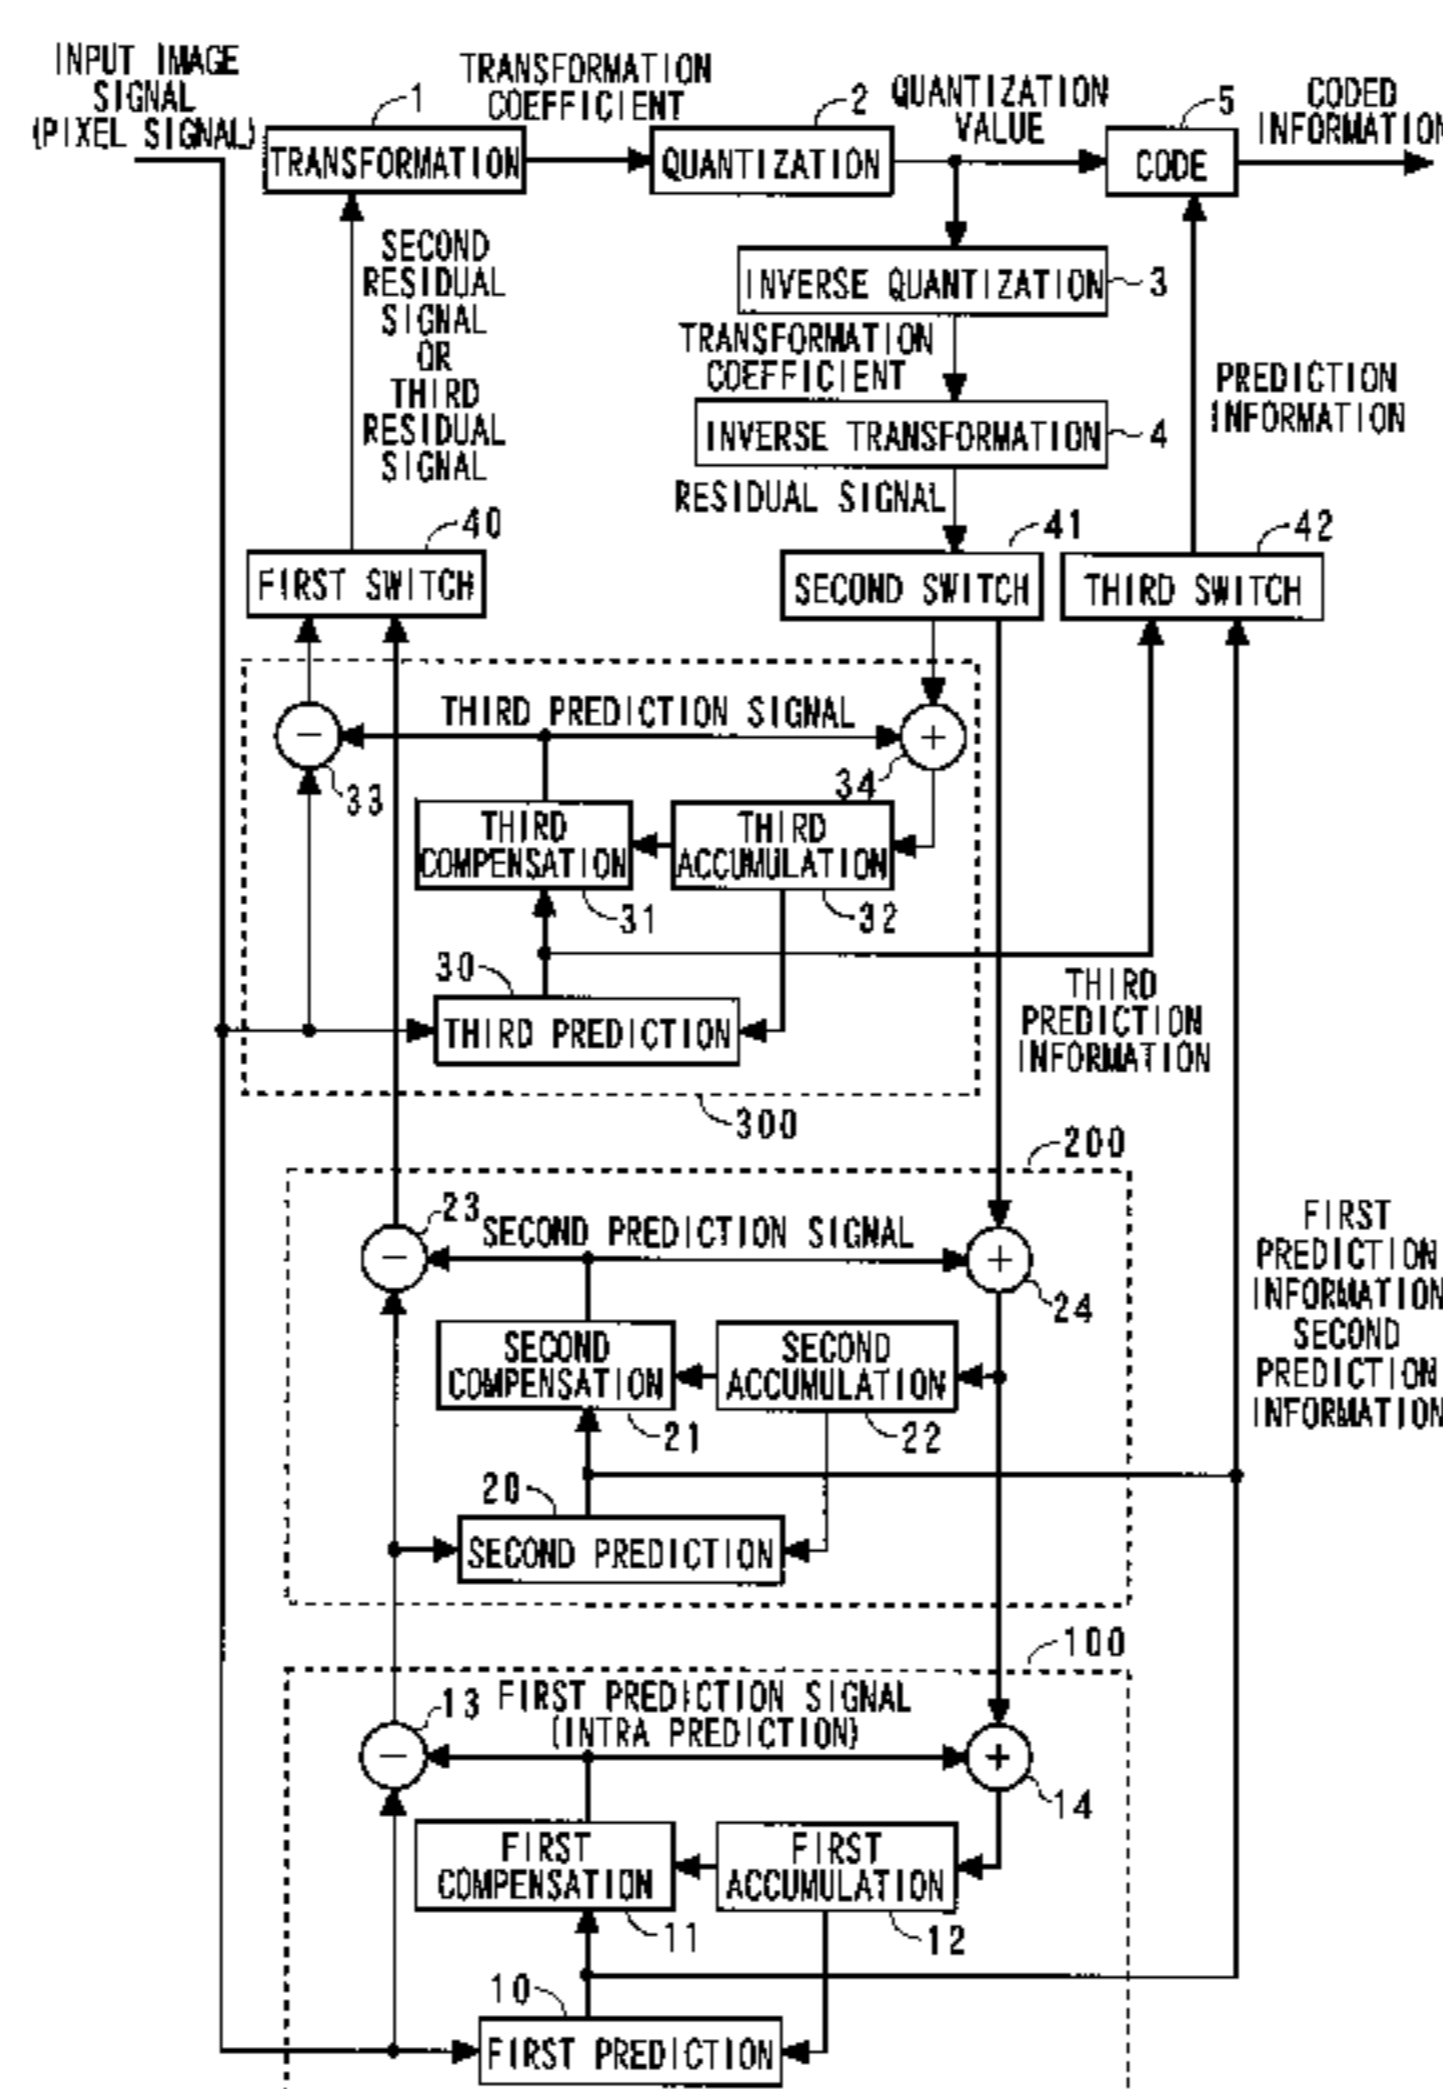 INPUT IMAGE
SIGNAL
(PIXEL SIGNAL)
TRANSFORMATION
COEFFICIENT
QUANTIZATION
VALUE
CODED
INFORMATION
1
2
5
TRANSFORMATION
QUANTIZATION
CODE
SECOND
RESIDUAL
SIGNAL
OR
THIRD
RESIDUAL
SIGNAL
INVERSE QUANTIZATION
3
TRANSFORMATION
COEFFICIENT
PREDICTION
INFORMATION
INVERSE TRANSFORMATION
4
RESIDUAL SIGNAL
40
41
42
FIRST SWITCH
SECOND SWITCH
THIRD SWITCH
THIRD PREDICTION SIGNAL
−
+
33
34
THIRD
COMPENSATION
THIRD
ACCUMULATION
31
32
30
THIRD PREDICTION
THIRD
PREDICTION
INFORMATION
300
200
23
SECOND PREDICTION SIGNAL
−
+
24
FIRST
PREDICTION
INFORMATION
SECOND
PREDICTION
INFORMATION
SECOND
COMPENSATION
SECOND
ACCUMULATION
21
22
20
SECOND PREDICTION
100
13
FIRST PREDICTION SIGNAL
(INTRA PREDICTION)
−
+
14
FIRST
COMPENSATION
FIRST
ACCUMULATION
11
12
10
FIRST PREDICTION